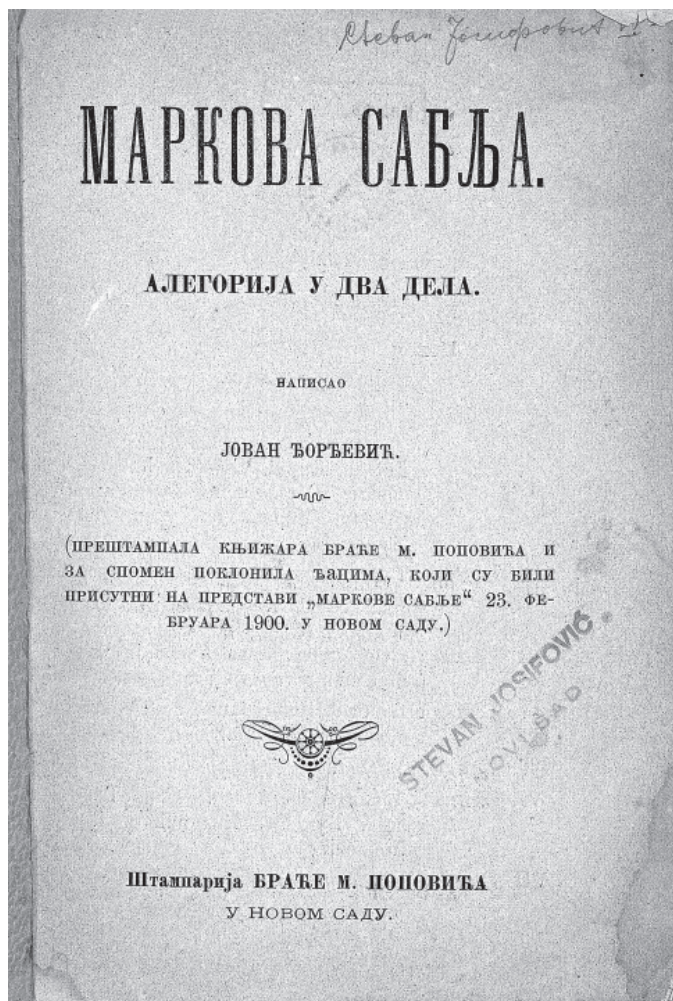 Стеван Јосифовић
МАРКОВА САБЉА.
АЛЕГОРИЈА У ДВА ДЕЛА.
НАПИСАО
ЈОВАН ЂОРЂЕВИЋ.
(ПРЕШТАМПАЛА КЊИЖАРА БРАЋЕ М. ПОПОВИЋА И
ЗА СПОМЕН ПОКЛОНИЛА ЂАЦИМА, КОЈИ СУ БИЛИ
ПРИСУТНИ НА ПРЕДСТАВИ „МАРКОВЕ САБЉЕ“ 23. ФЕ-
БРУАРА 1900. У НОВОМ САДУ.)
STEVAN JOSIFOVIĆ
NOVI SAD
Штампарија БРАЋЕ М. ПОПОВИЋА
У НОВОМ САДУ.